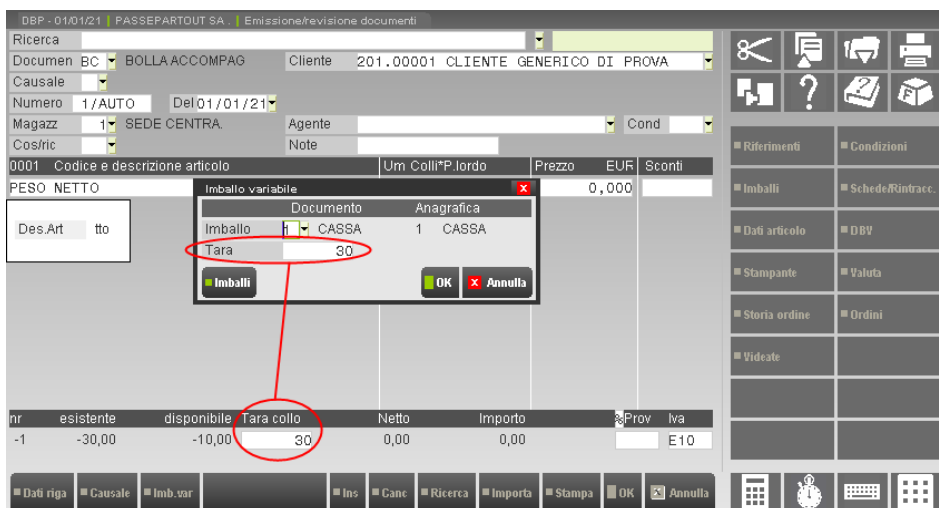 DBP - 01/01/21 | PASSEPARTOUT SA . | Emissione/revisione documenti
Ricerca
Documen BC BOLLA ACCOMPAG Cliente 201.00001 CLIENTE GENERICO DI PROVA
Causale
Numero 1/AUTO Del 01/01/21
Magazz 1 SEDE CENTRA. Agente Cond
Cos/ric Note
0001 Codice e descrizione articolo Um Colli*P.lordo Prezzo EUR Sconti
PESO NETTO 0,000
Des.Art tto
Imballo variabile
Documento Anagrafica
Imballo 1 CASSA 1 CASSA
Tara 30
Imballi OK X Annulla
nr esistente disponibile Tara collo Netto Importo %Prov Iva
-1 -30,00 -10,00 30 0,00 0,00 E10
Dati riga Causale Imb.var Ins Canc Ricerca Importa Stampa OK Annulla
Riferimenti Condizioni
Imballi Schede/Rintracc.
Dati articolo DBV
Stampante Valuta
Storia ordine Ordini
Videate